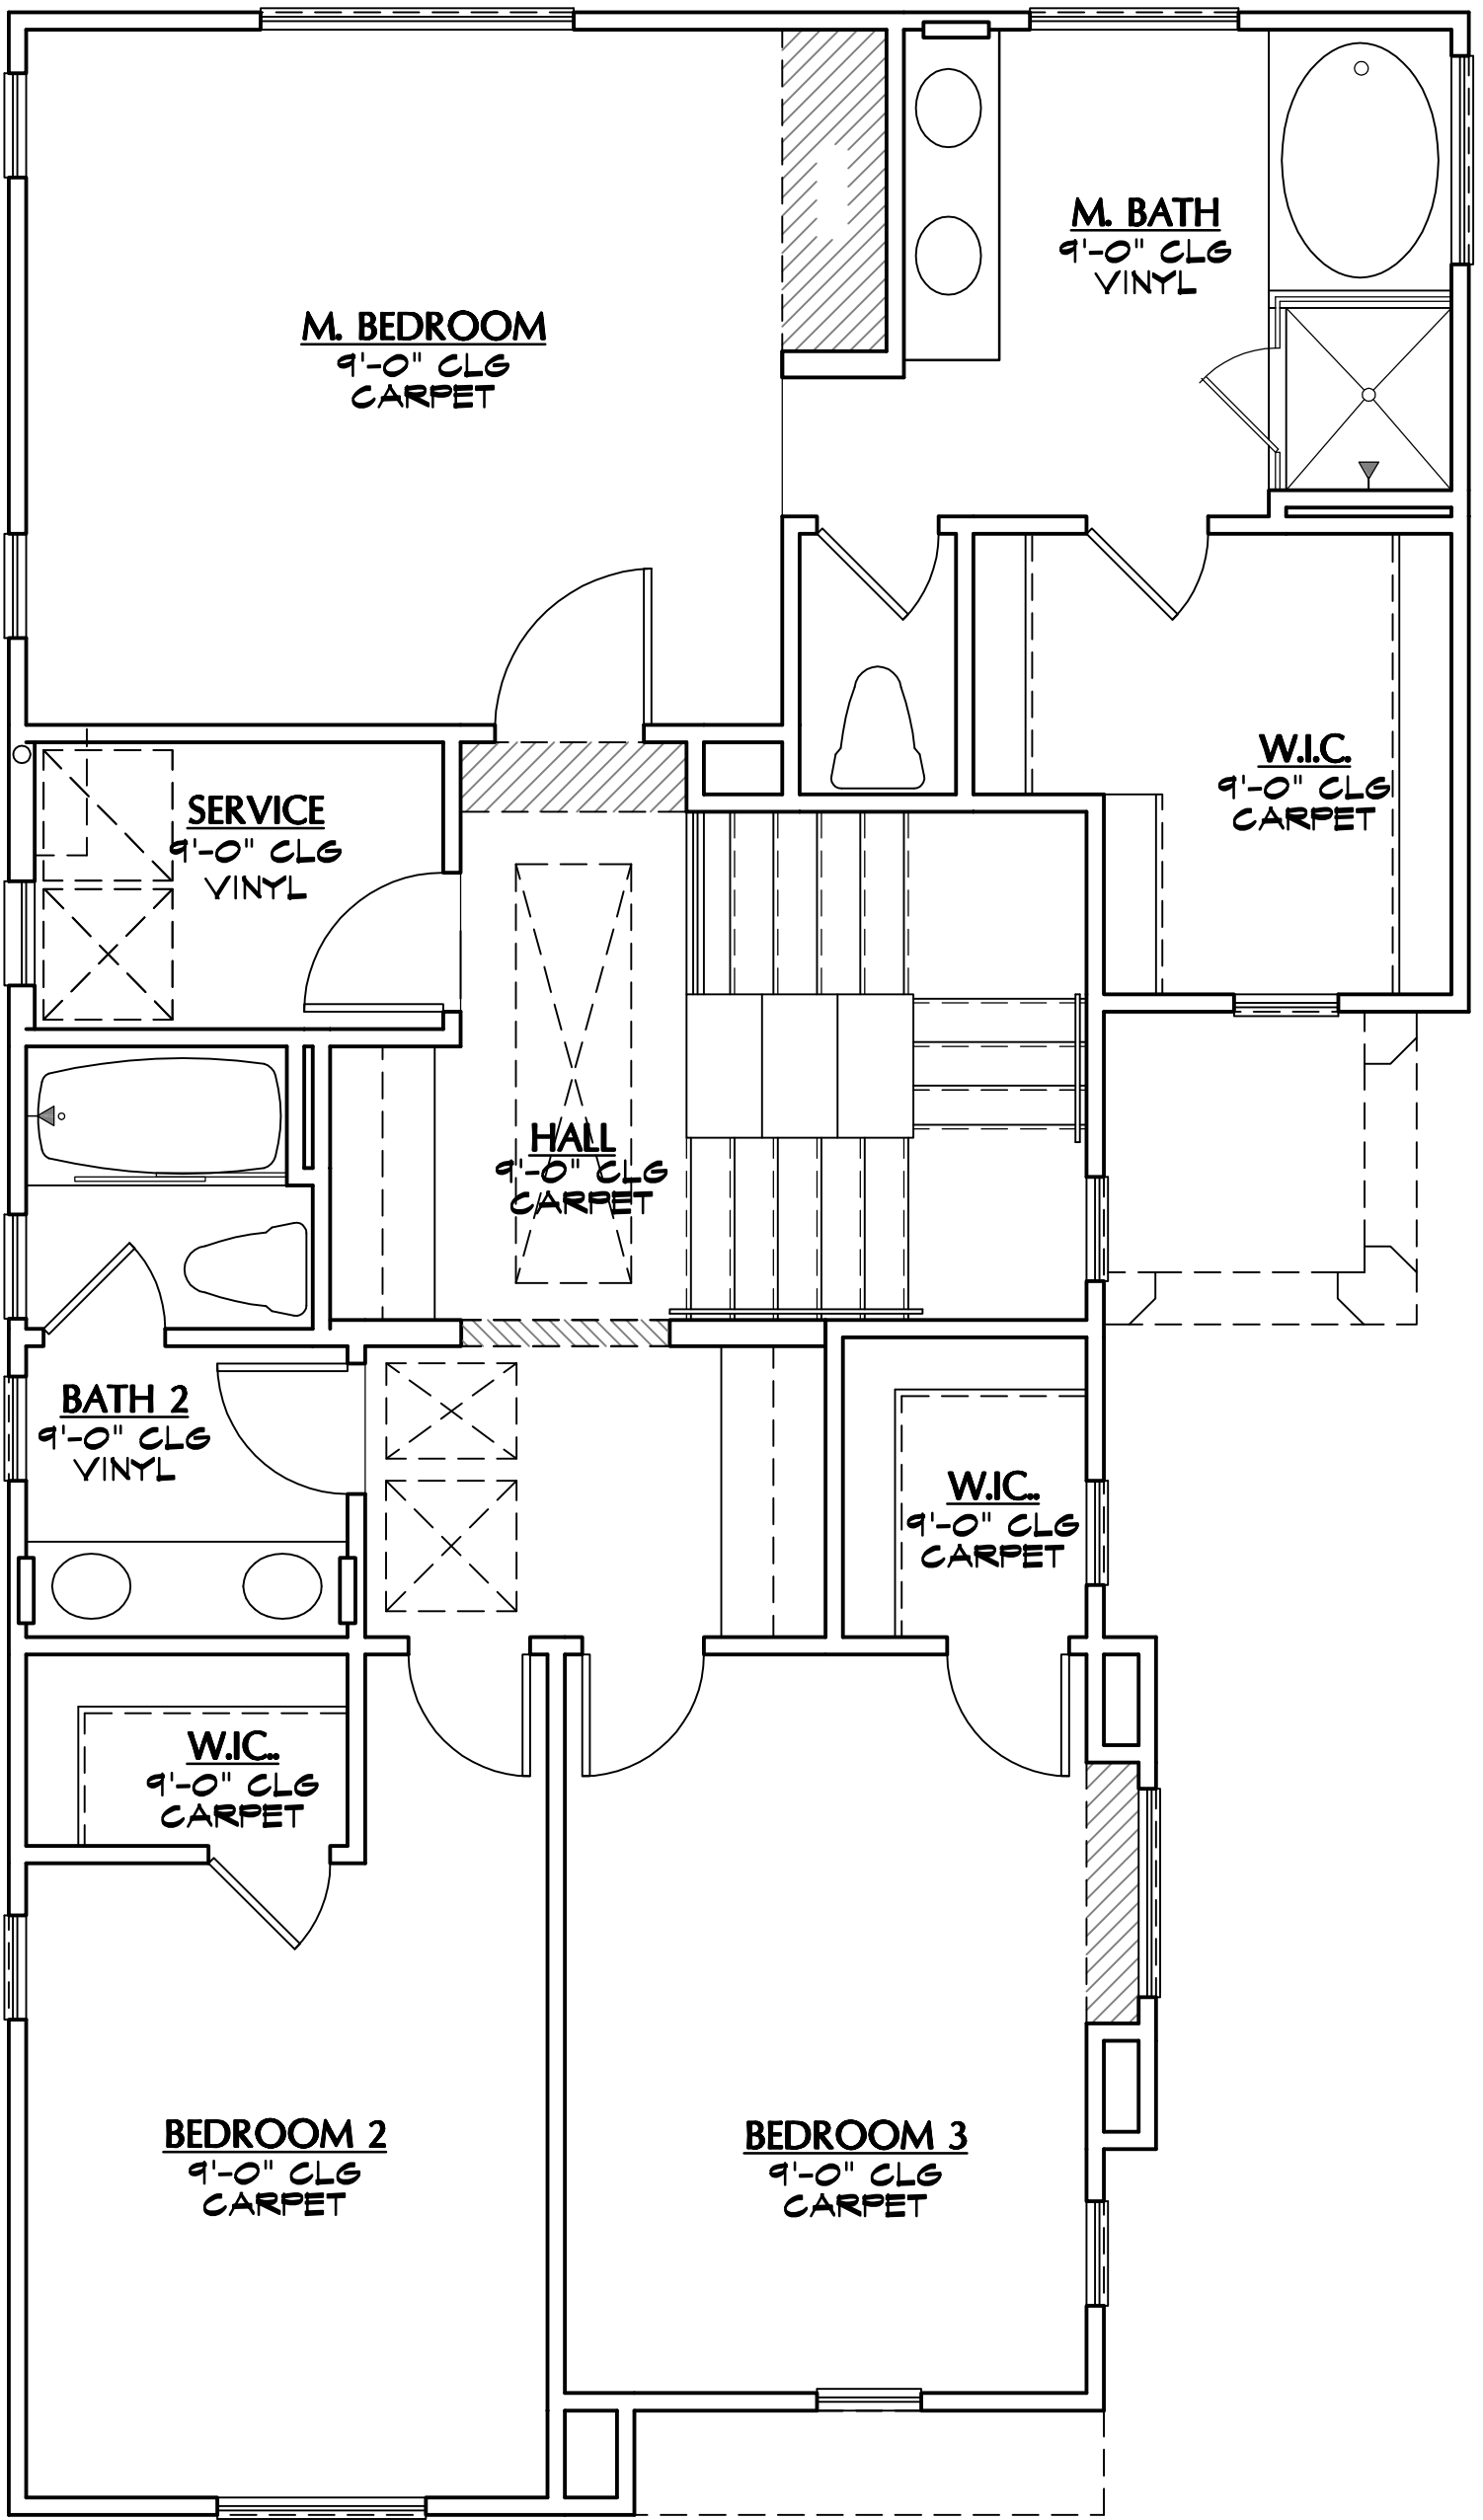 M. BATH
9'-0" CLG
VINYL
M. BEDROOM
9'-0" CLG
CARPET
W.I.C.
9'-0" CLG
CARPET
SERVICE
9'-0" CLG
VINYL
HALL
9'-0" CLG
CARPET
BATH 2
9'-0" CLG
VINYL
W.IC..
9'-0" CLG
CARPET
W.IC..
9'-0" CLG
CARPET
BEDROOM 2
9'-0" CLG
CARPET
BEDROOM 3
9'-0" CLG
CARPET